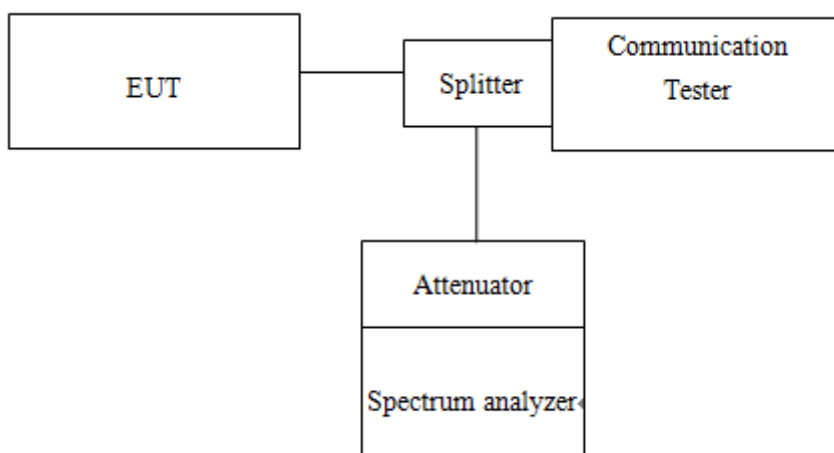 EUT
Splitter
Communication
Tester
Attenuator
Spectrum analyzer